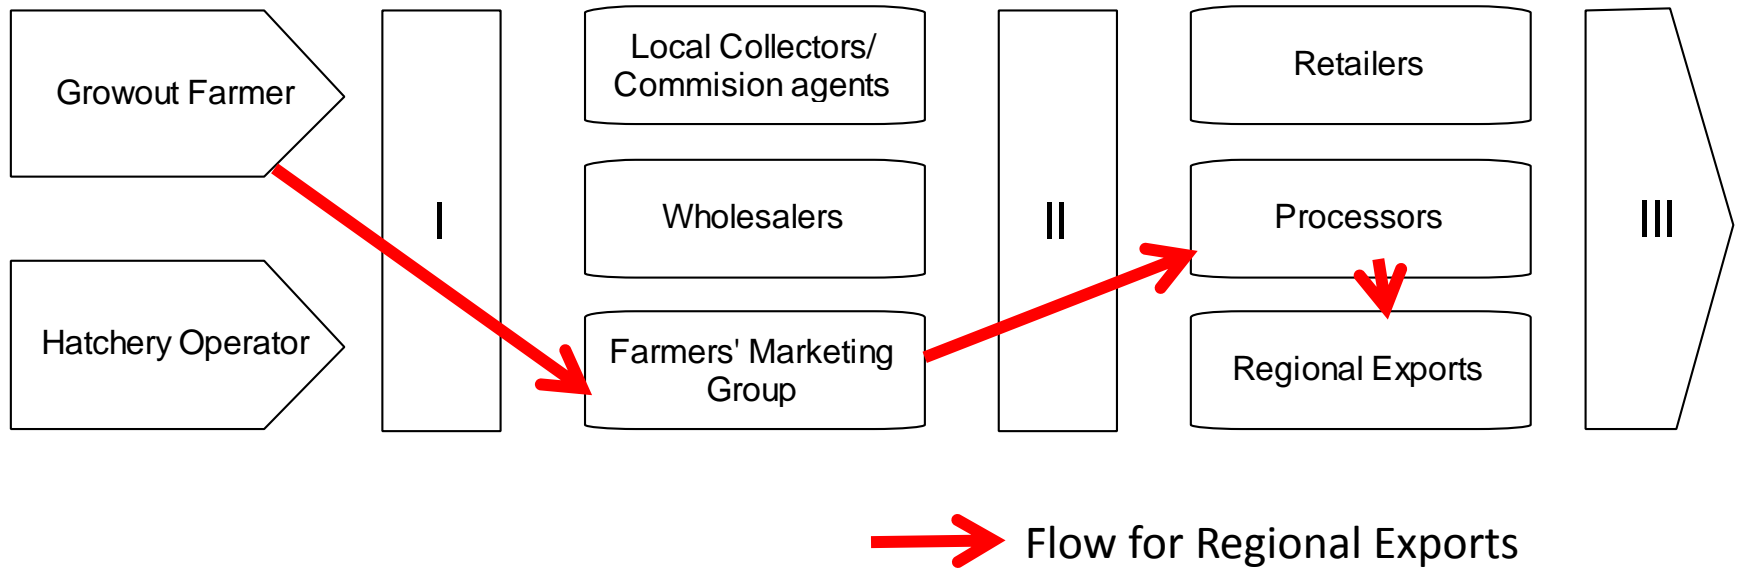 Growout Farmer
Hatchery Operator
I
Local Collectors/
Commision agents
Wholesalers
Farmers' Marketing
Group
II
Retailers
Processors
Regional Exports
III
Flow for Regional Exports